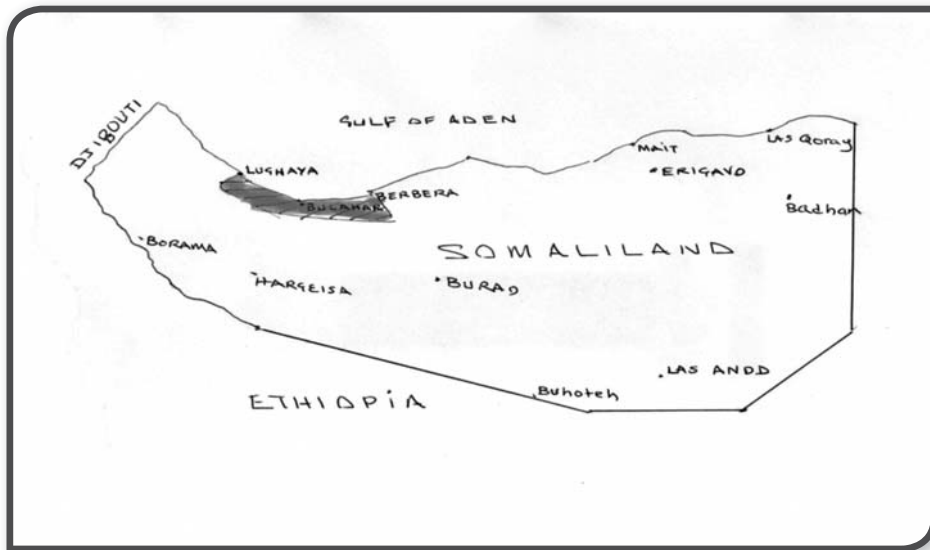 DJIBOUTI
GULF OF ADEN
LUGHAYA
MAIT
LAS Qoray
ERIGAVO
BERBERA
BULAHAR
Badhan
BORAMA
SOMALILAND
HARGEISA
BURAO
LAS ANOD
Buhoteh
ETHIOPIA